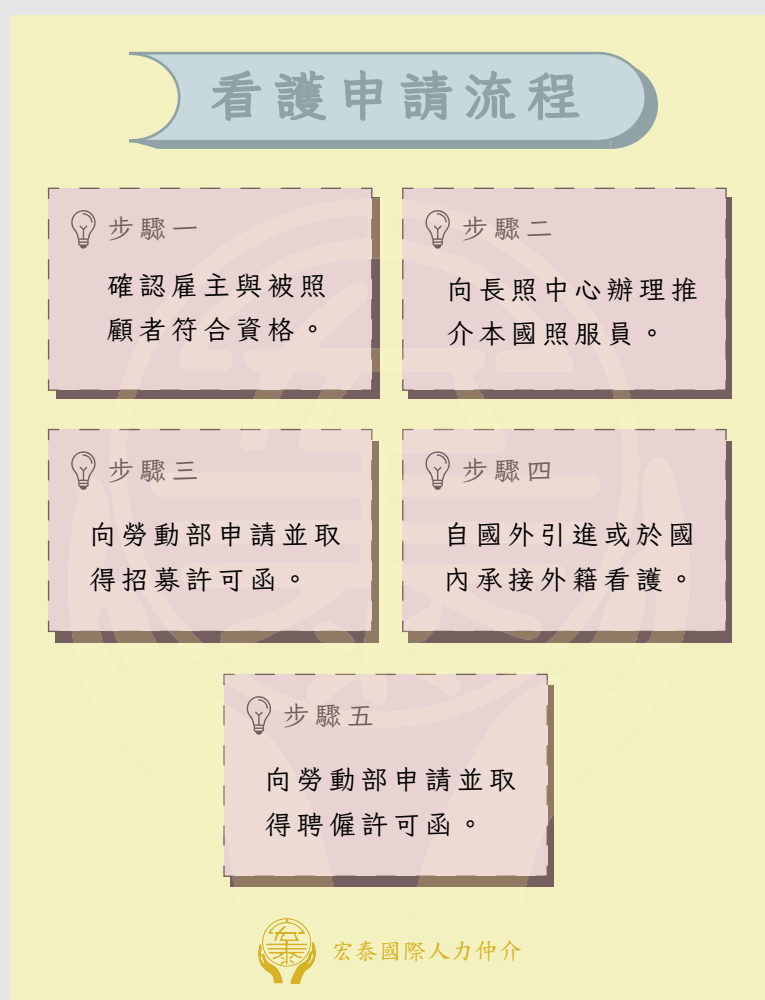 看護申請流程
步驟一
確認雇主與被照
顧者符合資格。
步驟二
向長照中心辦理推
介本國照服員。
步驟三
向勞動部申請並取
得招募許可函。
步驟四
自國外引進或於國
內承接外籍看護。
步驟五
向勞動部申請並取
得聘僱許可函。
宏泰國際人力仲介